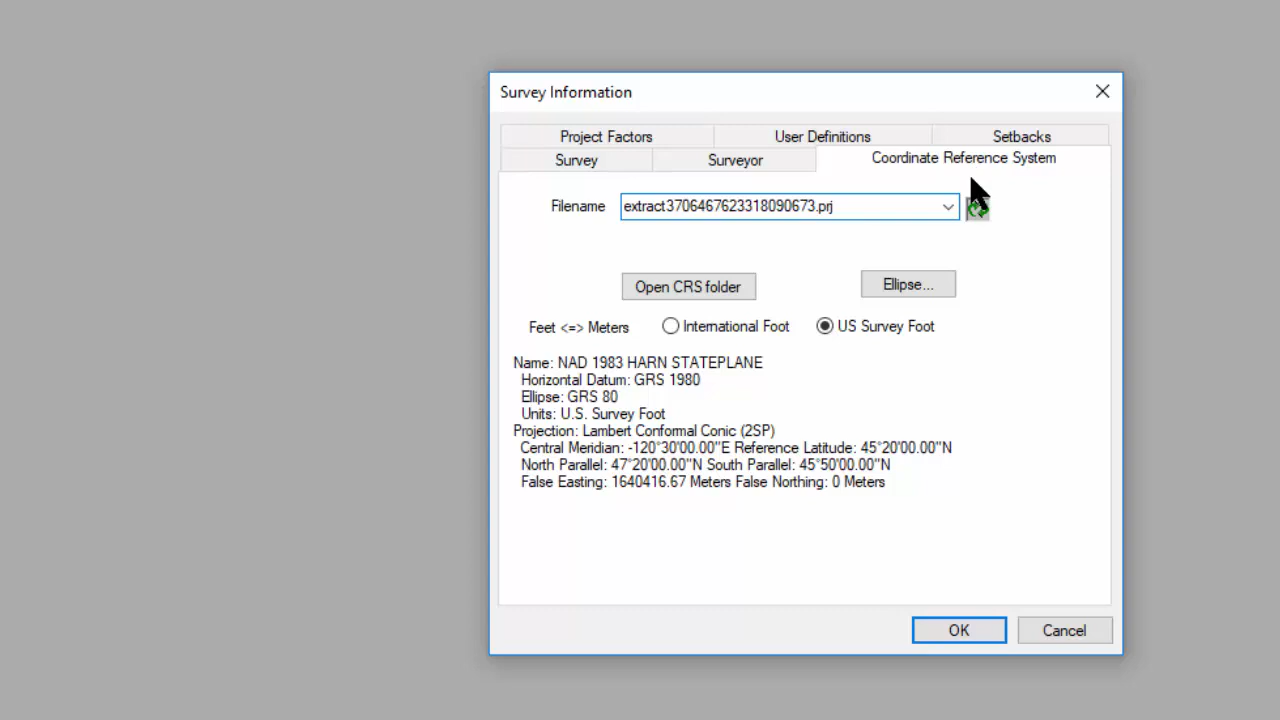 Survey Information
Project Factors User Definitions Setbacks
Survey Surveyor Coordinate Reference System
Filename extract3706467623318090673.prj
Open CRS folder Ellipse...
Feet <=> Meters International Foot US Survey Foot
Name: NAD 1983 HARN STATEPLANE
Horizontal Datum: GRS 1980
Ellipse: GRS 80
Units: U.S. Survey Foot
Projection: Lambert Conformal Conic (2SP)
Central Meridian: -120°30'00.00"E Reference Latitude: 45°20'00.00"N
North Parallel: 47°20'00.00"N South Parallel: 45°50'00.00"N
False Easting: 1640416.67 Meters False Northing: 0 Meters
OK Cancel